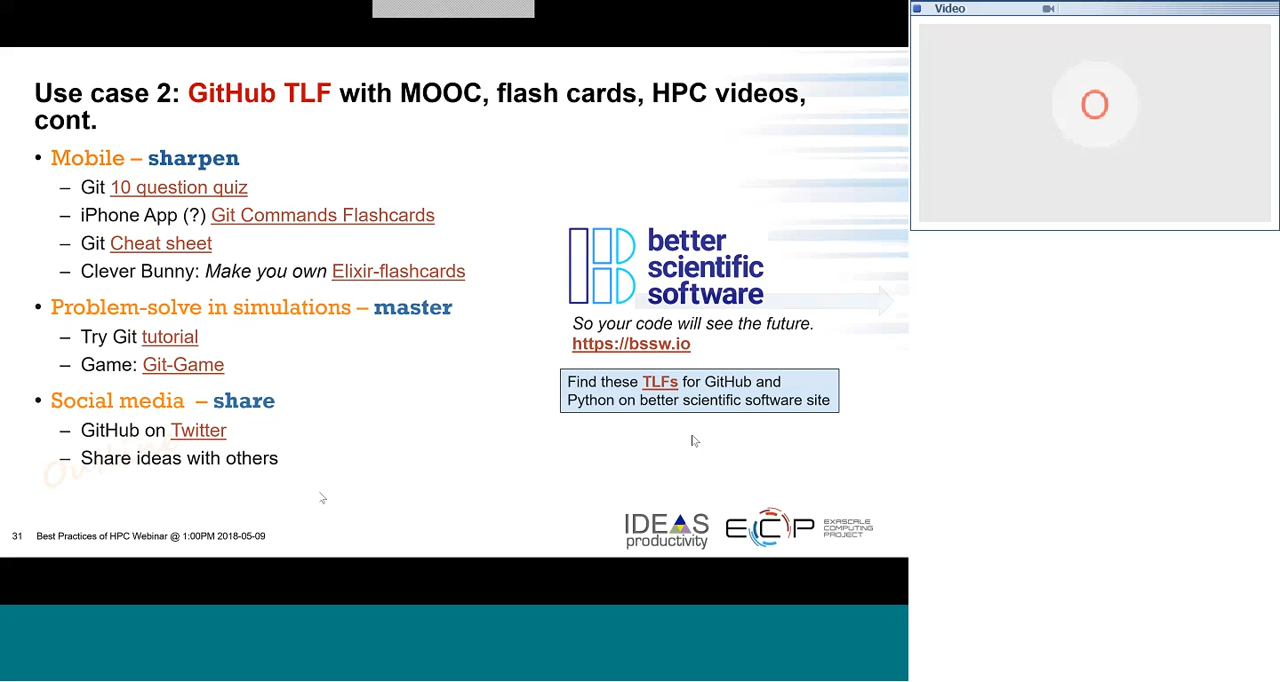 Video
O
Use case 2: GitHub TLF with MOOC, flash cards, HPC videos,
cont.
• Mobile – sharpen
– Git 10 question quiz
– iPhone App (?) Git Commands Flashcards
– Git Cheat sheet
– Clever Bunny: Make you own Elixir-flashcards
• Problem-solve in simulations – master
– Try Git tutorial
– Game: Git-Game
• Social media – share
– GitHub on Twitter
– Share ideas with others
better
scientific
software
So your code will see the future.
https://bssw.io
Find these TLFs for GitHub and
Python on better scientific software site
31 Best Practices of HPC Webinar @ 1:00PM 2018-05-09
IDEAS
productivity
ECP
EXASCALE
COMPUTING
PROJECT